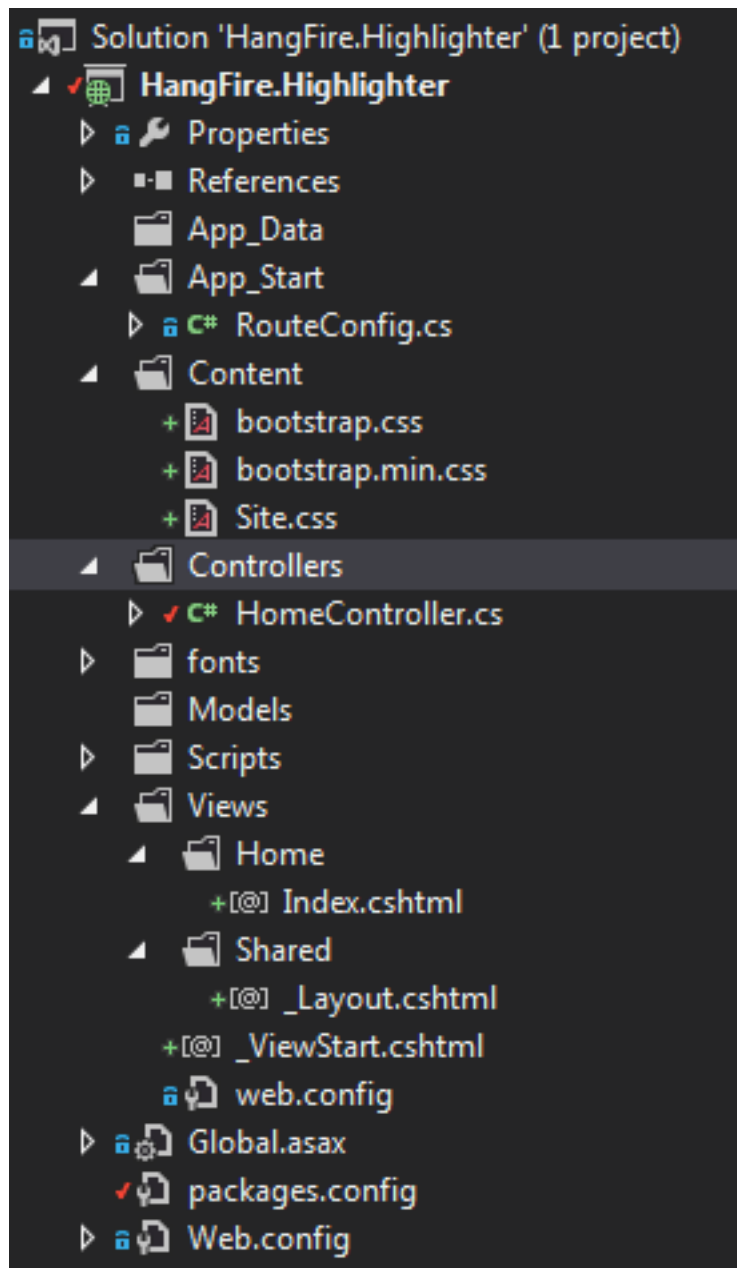 Solution 'HangFire.Highlighter' (1 project)
HangFire.Highlighter
Properties
References
App_Data
App_Start
C# RouteConfig.cs
Content
bootstrap.css
bootstrap.min.css
Site.css
Controllers
C# HomeController.cs
fonts
Models
Scripts
Views
Home
+[@] Index.cshtml
Shared
+[@] _Layout.cshtml
+[@] _ViewStart.cshtml
web.config
Global.asax
packages.config
Web.config